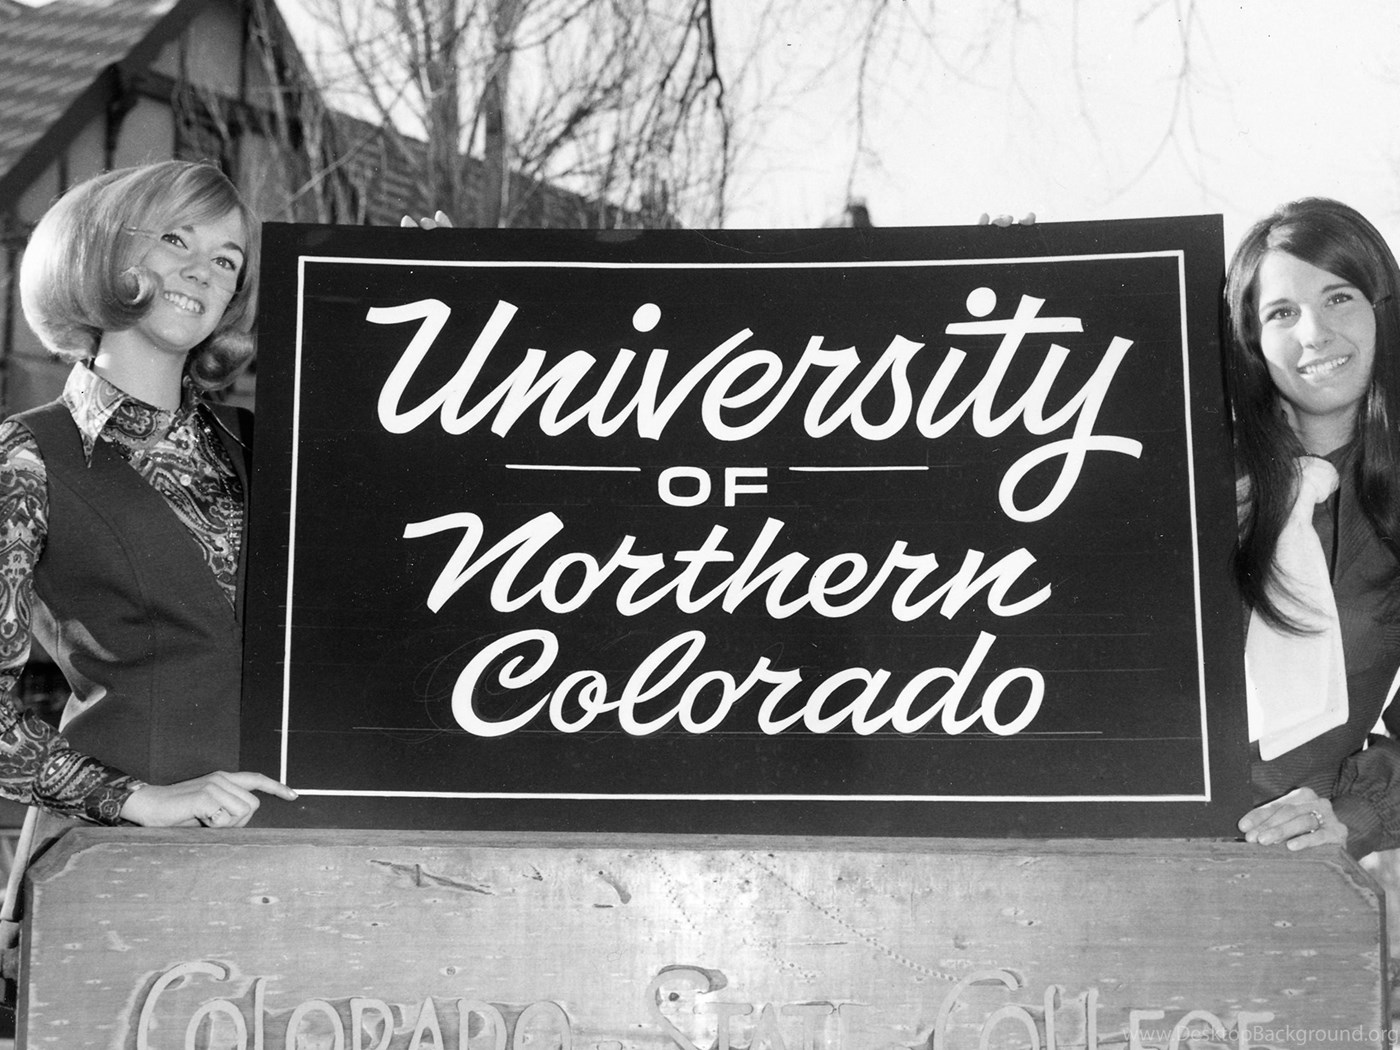 University
OF
Northern
Colorado
COLORADO STATE COLLEGE
www.DesktopBackground.org